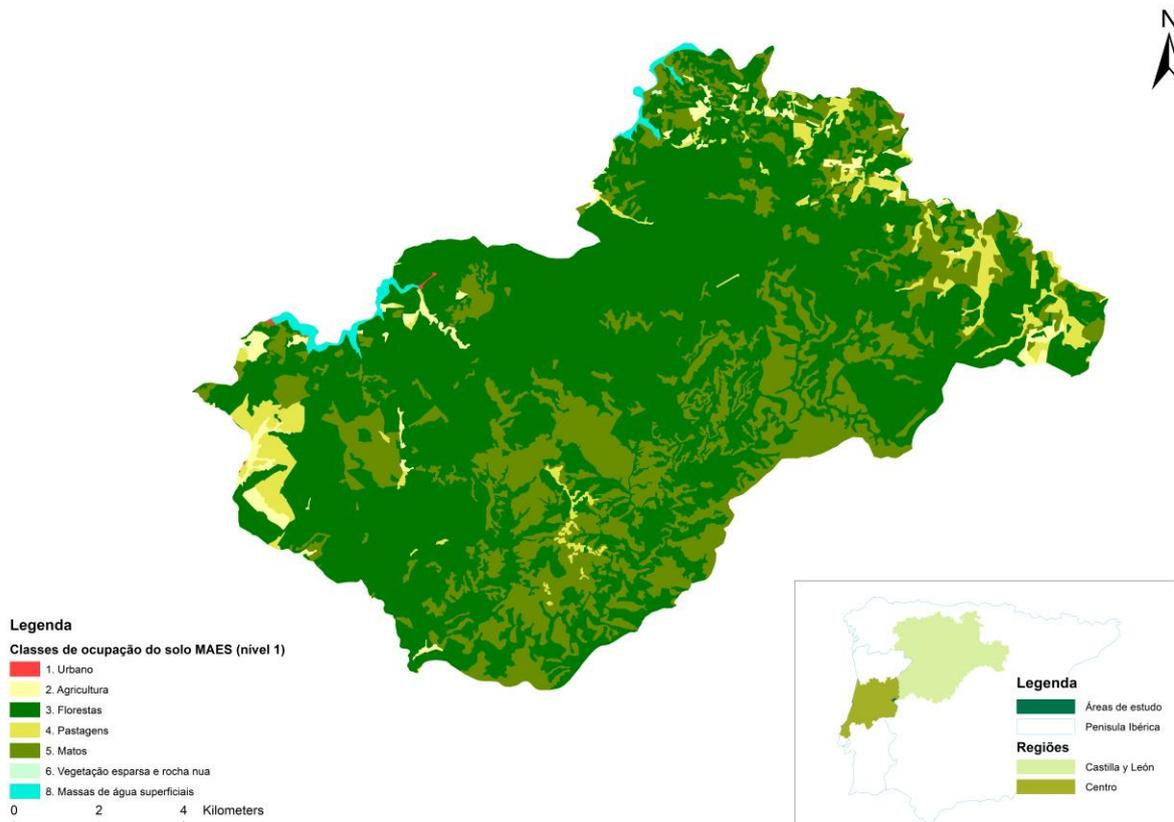 N
Legenda
Classes de ocupação do solo MAES (nível 1)
1. Urbano
2. Agricultura
3. Florestas
4. Pastagens
5. Matos
6. Vegetação esparsa e rocha nua
8. Massas de água superficiais
0 2 4 Kilometers
Legenda
Áreas de estudo
Penisula Ibérica
Regiões
Castilla y León
Centro